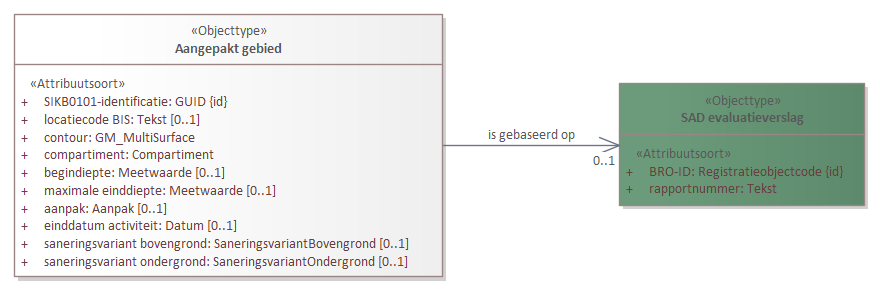 «Objecttype»
Aangepakt gebied
«Attribuutsoort»
+ SIKB0101-identificatie: GUID {id}
+ locatiecode BIS: Tekst [0..1]
+ contour: GM_MultiSurface
+ compartiment: Compartiment
+ begindiepte: Meetwaarde [0..1]
+ maximale einddiepte: Meetwaarde [0..1]
+ aanpak: Aanpak [0..1]
+ einddatum activiteit: Datum [0..1]
+ saneringsvariant bovengrond: SaneringsvariantBovengrond [0..1]
+ saneringsvariant ondergrond: SaneringsvariantOndergrond [0..1]
is gebaseerd op
0..1
«Objecttype»
SAD evaluatieverslag
«Attribuutsoort»
+ BRO-ID: Registratieobjectcode {id}
+ rapportnummer: Tekst